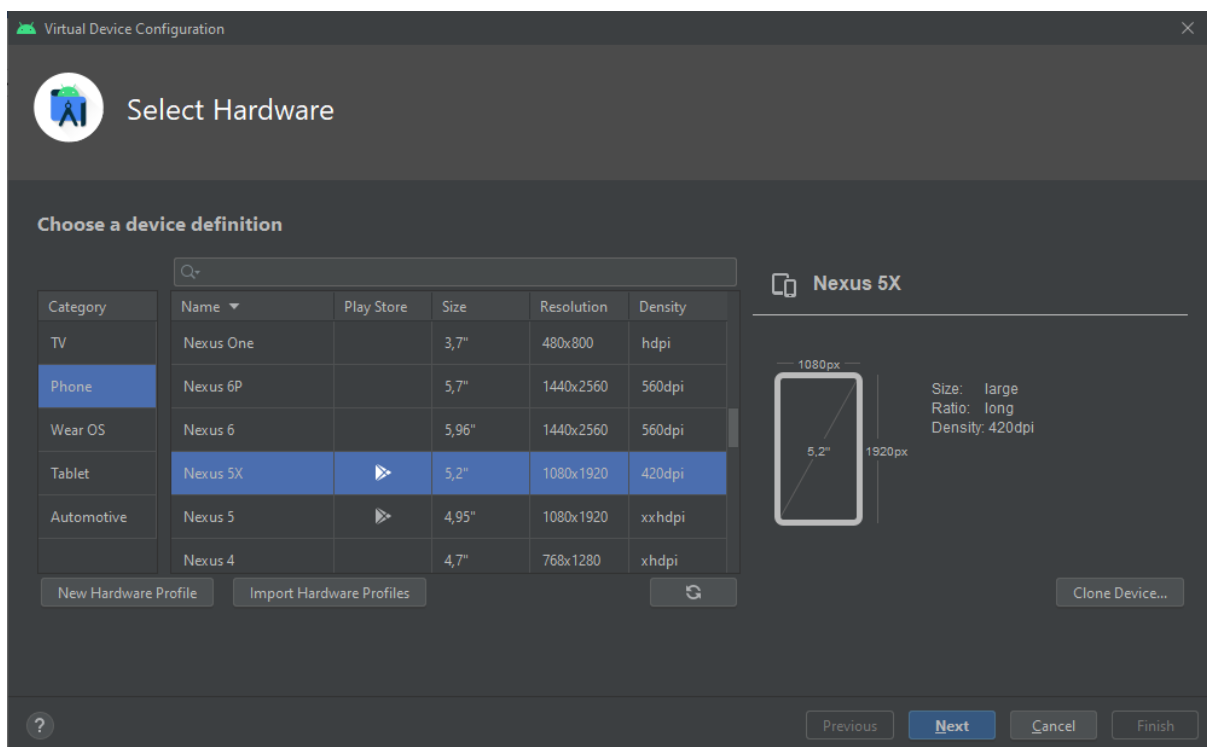 Virtual Device Configuration
Select Hardware
Choose a device definition
Category
TV
Phone
Wear OS
Tablet
Automotive
Name Play Store Size Resolution Density
Nexus One 3,7" 480x800 hdpi
Nexus 6P 5,7" 1440x2560 560dpi
Nexus 6 5,96" 1440x2560 560dpi
Nexus 5X 5,2" 1080x1920 420dpi
Nexus 5 4,95" 1080x1920 xxhdpi
Nexus 4 4,7" 768x1280 xhdpi
New Hardware Profile Import Hardware Profiles
Nexus 5X
1080px
5,2"
1920px
Size: large
Ratio: long
Density: 420dpi
Clone Device...
? Previous Next Cancel Finish